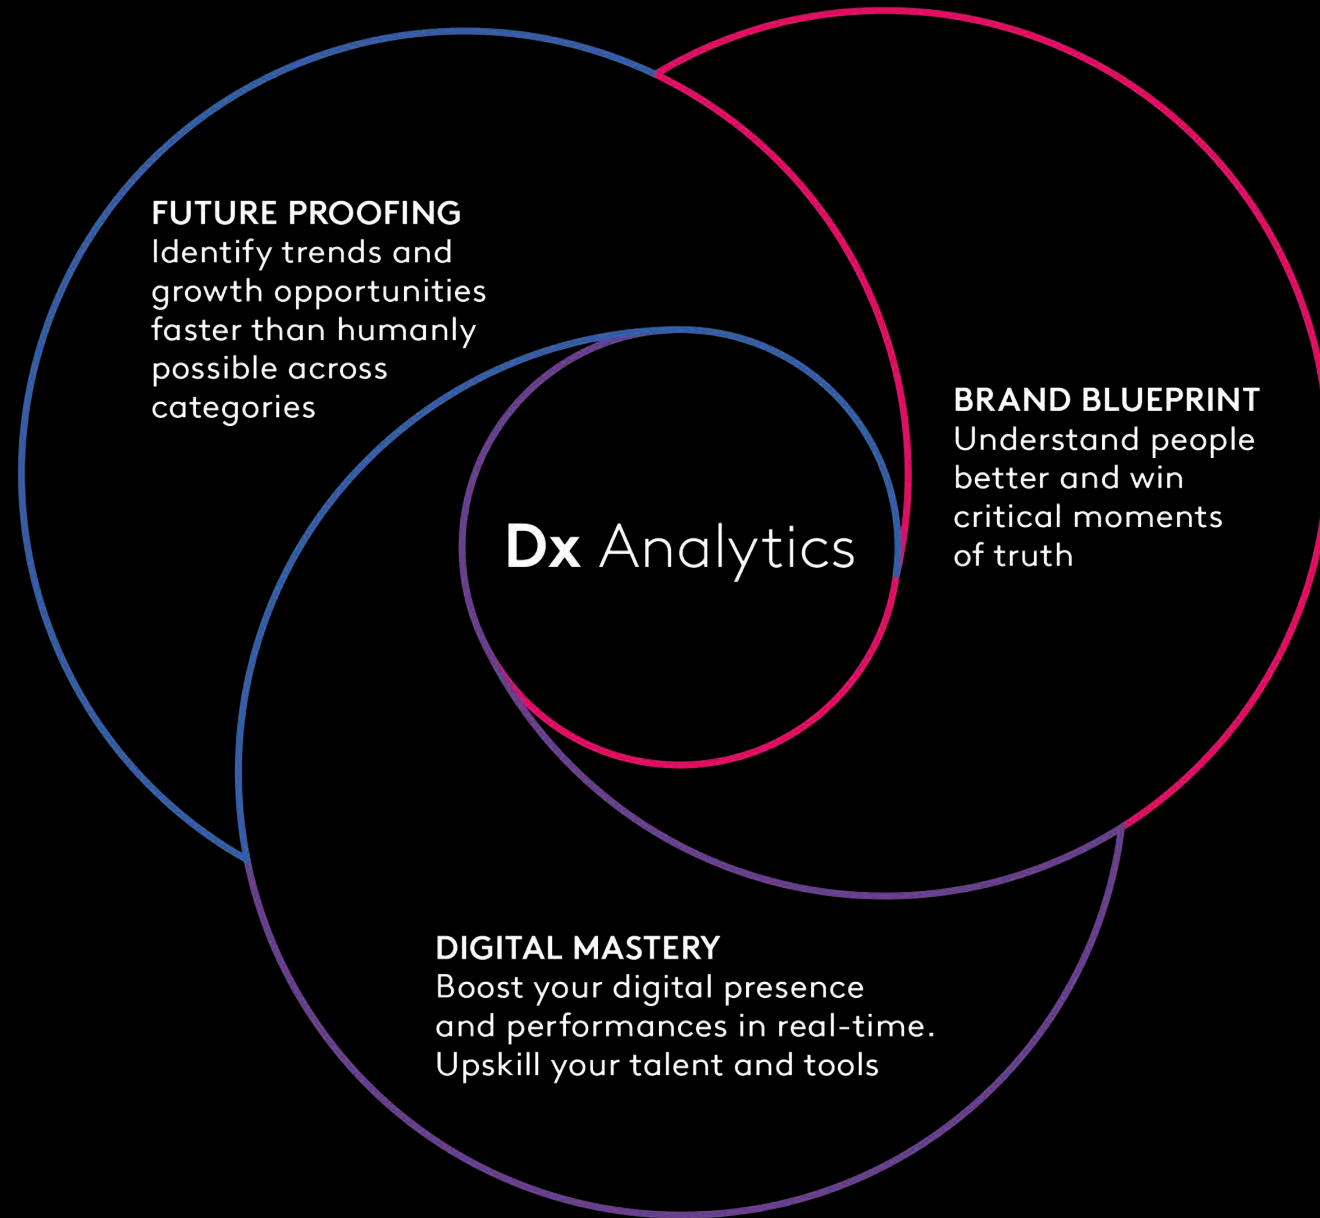 FUTURE PROOFING
Identify trends and
growth opportunities
faster than humanly
possible across
categories
BRAND BLUEPRINT
Understand people
better and win
critical moments
of truth
Dx Analytics
DIGITAL MASTERY
Boost your digital presence
and performances in real-time.
Upskill your talent and tools